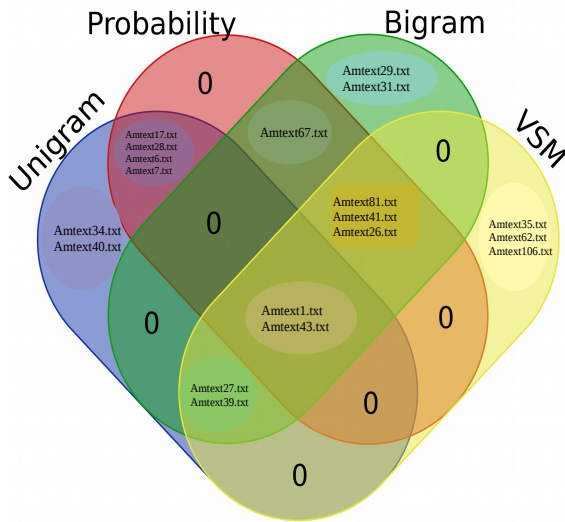 Probability
Bigram
Unigram
VSM
0
Amtext29.txt
Amtext31.txt
Amtext17.txt
Amtext28.txt
Amtext6.txt
Amtext7.txt
Amtext67.txt
0
Amtext34.txt
Amtext40.txt
0
Amtext81.txt
Amtext41.txt
Amtext26.txt
Amtext35.txt
Amtext62.txt
Amtext106.txt
0
Amtext1.txt
Amtext43.txt
0
Amtext27.txt
Amtext39.txt
0
0